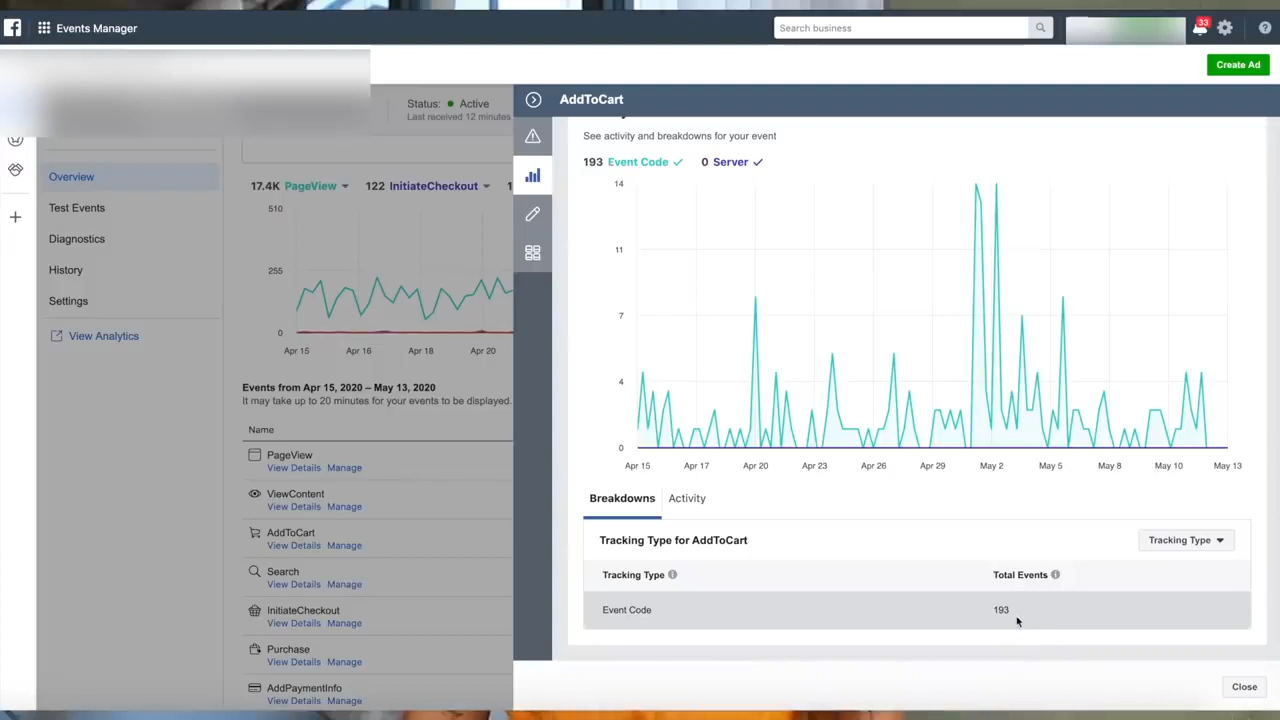 Events Manager
Search business
33
Create Ad
Status: Active
Last received 12 minutes
Overview
Test Events
Diagnostics
History
Settings
View Analytics
17.4K PageView
122 InitiateCheckout
1
510
255
0
Apr 15 Apr 16 Apr 18 Apr 20
Events from Apr 15, 2020 – May 13, 2020
It may take up to 20 minutes for your events to be displayed.
Name
PageView
View Details Manage
ViewContent
View Details Manage
AddToCart
View Details Manage
Search
View Details Manage
InitiateCheckout
View Details Manage
Purchase
View Details Manage
AddPaymentInfo
View Details Manage
AddToCart
See activity and breakdowns for your event
193 Event Code 0 Server
14
11
7
4
0
Apr 15 Apr 17 Apr 20 Apr 23 Apr 26 Apr 29 May 2 May 5 May 8 May 10 May 13
Breakdowns Activity
Tracking Type for AddToCart
Tracking Type
Tracking Type Total Events
Event Code 193
Close